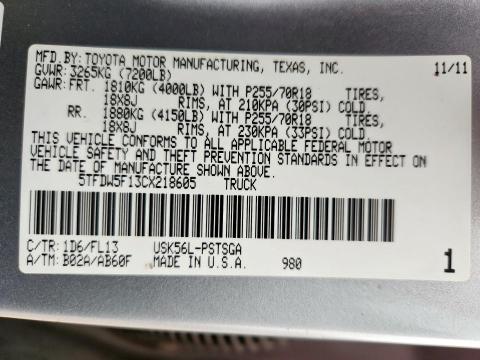 MFD.BY: TOYOTA MOTOR MANUFACTURING, TEXAS, INC. 11/11
GVWR: 3265KG (7200LB)
GAWR: FRT. 1810KG (4000LB) WITH P255/70R18 TIRES,
18X8J RIMS, AT 210KPA (30PSI) COLD
RR. 1880KG (4150LB) WITH P255/70R18 TIRES,
18X8J RIMS, AT 230KPA (33PSI) COLD
THIS VEHICLE CONFORMS TO ALL APPLICABLE FEDERAL MOTOR
VEHICLE SAFETY AND THEFT PREVENTION STANDARDS IN EFFECT ON
THE DATE OF MANUFACTURE SHOWN ABOVE.
5TFDW5F13CX218605 TRUCK
C/TR: 1D6/FL13 USK56L-PSTSGA
A/TM: B02A/AB60F MADE IN U.S.A. 980 1